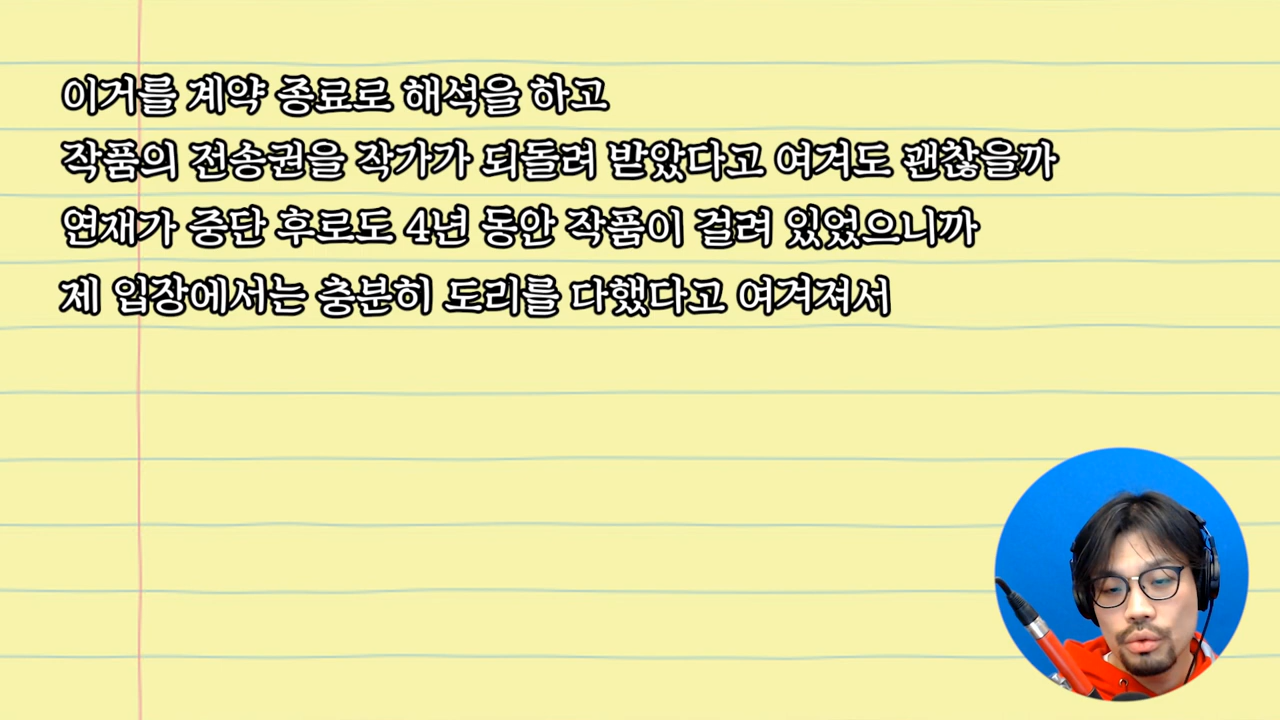 이거를 계약 종료로 해석을 하고
작품의 전송권을 작가가 되돌려 받았다고 여겨도 괜찮을까
연재가 중단 후로도 4년 동안 작품이 걸려 있었으니까
제 입장에서는 충분히 도리를 다했다고 여겨져서